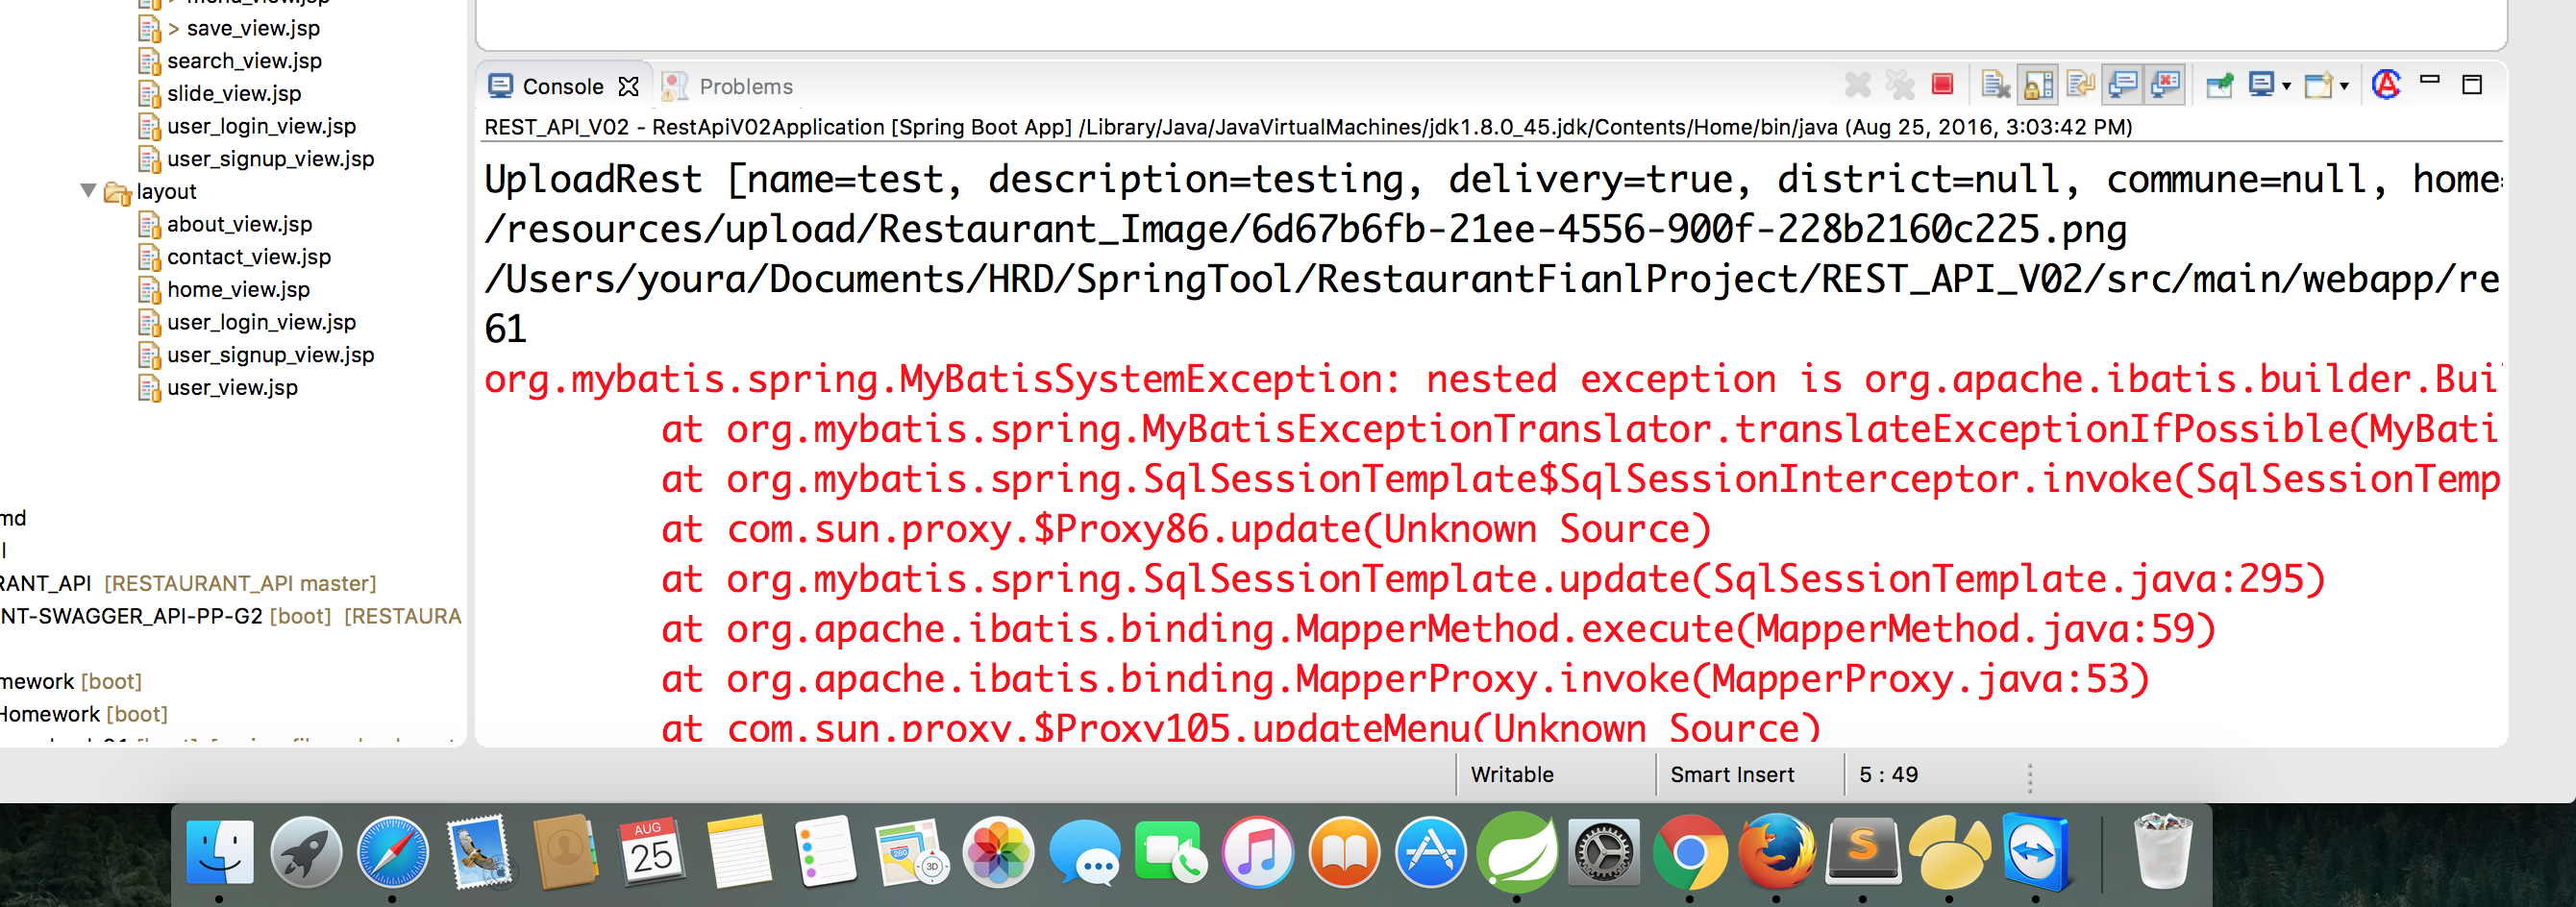 save_view.jsp
search_view.jsp
slide_view.jsp
user_login_view.jsp
user_signup_view.jsp
layout
about_view.jsp
contact_view.jsp
home_view.jsp
user_login_view.jsp
user_signup_view.jsp
user_view.jsp
md
l
RANT_API [RESTAURANT_API master]
NT-SWAGGER_API-PP-G2 [boot] [RESTAURA
mework [boot]
Homework [boot]
Console Problems
REST_API_V02 - RestApiV02Application [Spring Boot App] /Library/Java/JavaVirtualMachines/jdk1.8.0_45.jdk/Contents/Home/bin/java (Aug 25, 2016, 3:03:42 PM)
UploadRest [name=test, description=testing, delivery=true, district=null, commune=null, home=
/resources/upload/Restaurant_Image/6d67b6fb-21ee-4556-900f-228b2160c225.png
/Users/youra/Documents/HRD/SpringTool/RestaurantFianlProject/REST_API_V02/src/main/webapp/re
61
org.mybatis.spring.MyBatisSystemException: nested exception is org.apache.ibatis.builder.Buil
at org.mybatis.spring.MyBatisExceptionTranslator.translateExceptionIfPossible(MyBati
at org.mybatis.spring.SqlSessionTemplate$SqlSessionInterceptor.invoke(SqlSessionTemp
at com.sun.proxy.$Proxy86.update(Unknown Source)
at org.mybatis.spring.SqlSessionTemplate.update(SqlSessionTemplate.java:295)
at org.apache.ibatis.binding.MapperMethod.execute(MapperMethod.java:59)
at org.apache.ibatis.binding.MapperProxy.invoke(MapperProxy.java:53)
at com.sun.proxy.$Proxy105.updateMenu(Unknown Source)
Writable Smart Insert 5 : 49
AUG
25
280
3D
S